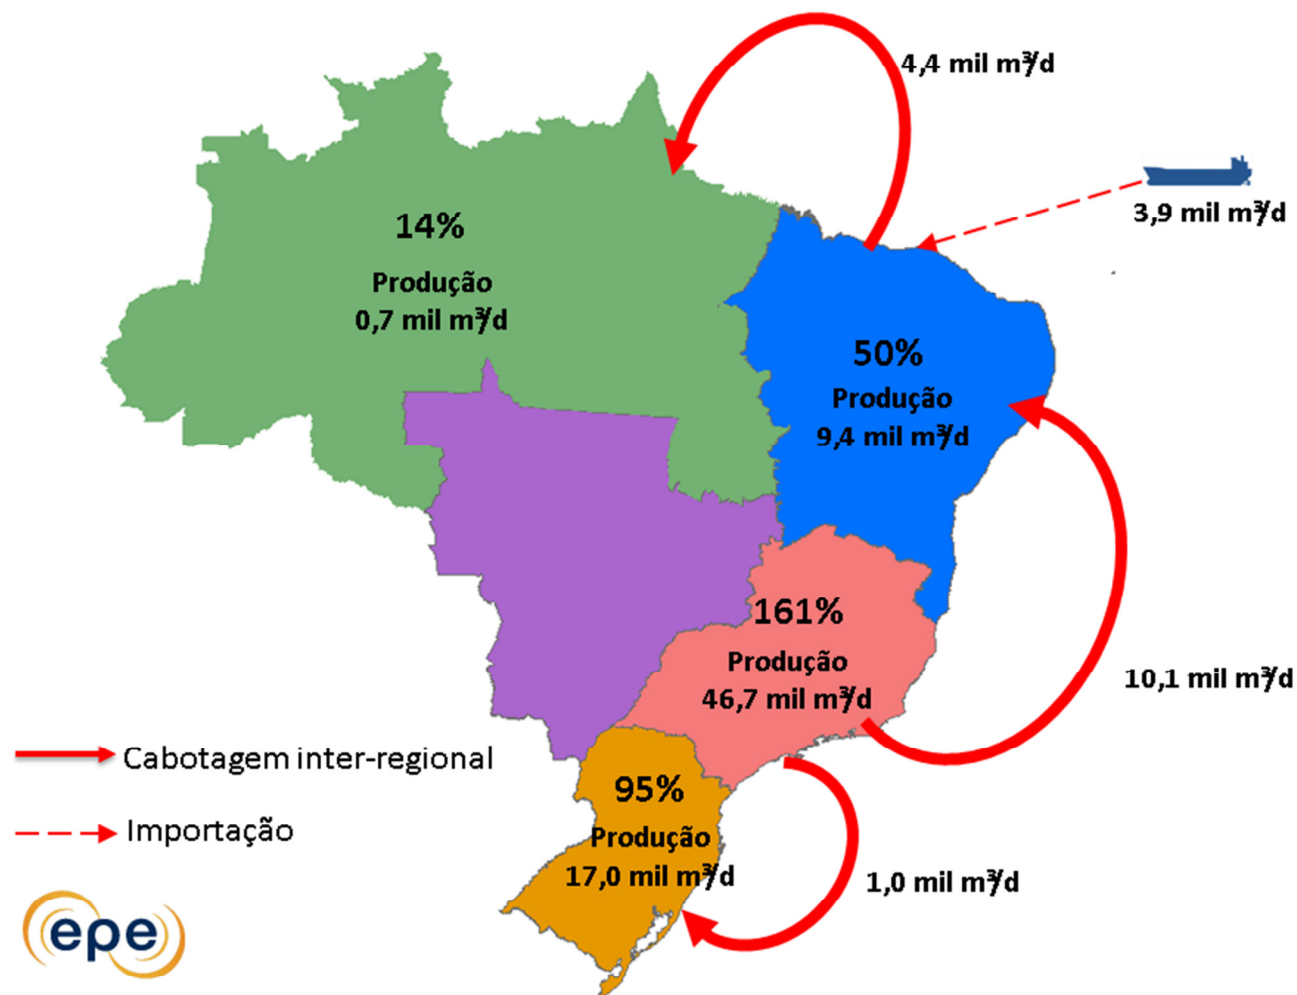 4,4 mil m³/d
3,9 mil m³/d
14%
Produção
0,7 mil m³/d
50%
Produção
9,4 mil m³/d
161%
Produção
46,7 mil m³/d
10,1 mil m³/d
Cabotagem inter-regional
Importação
95%
Produção
17,0 mil m³/d
1,0 mil m³/d
epe